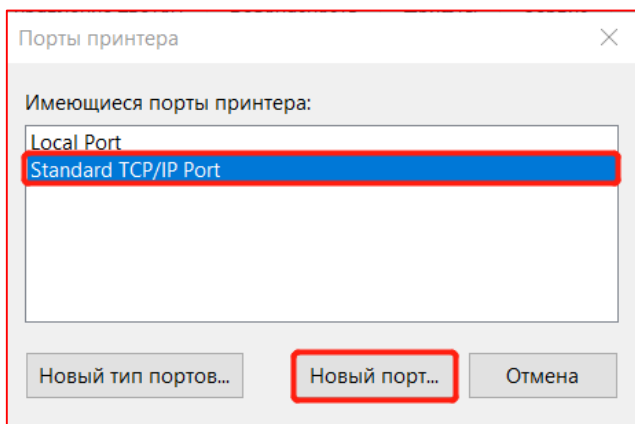 Порты принтера
Имеющиеся порты принтера:
Local Port
Standard TCP/IP Port
Новый тип портов...
Новый порт...
Отмена